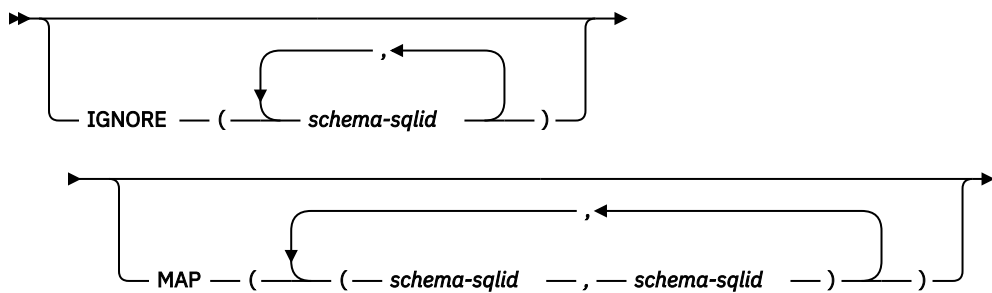 ,
IGNORE ( schema-sqlid )
,
MAP ( ( schema-sqlid , schema-sqlid ) )